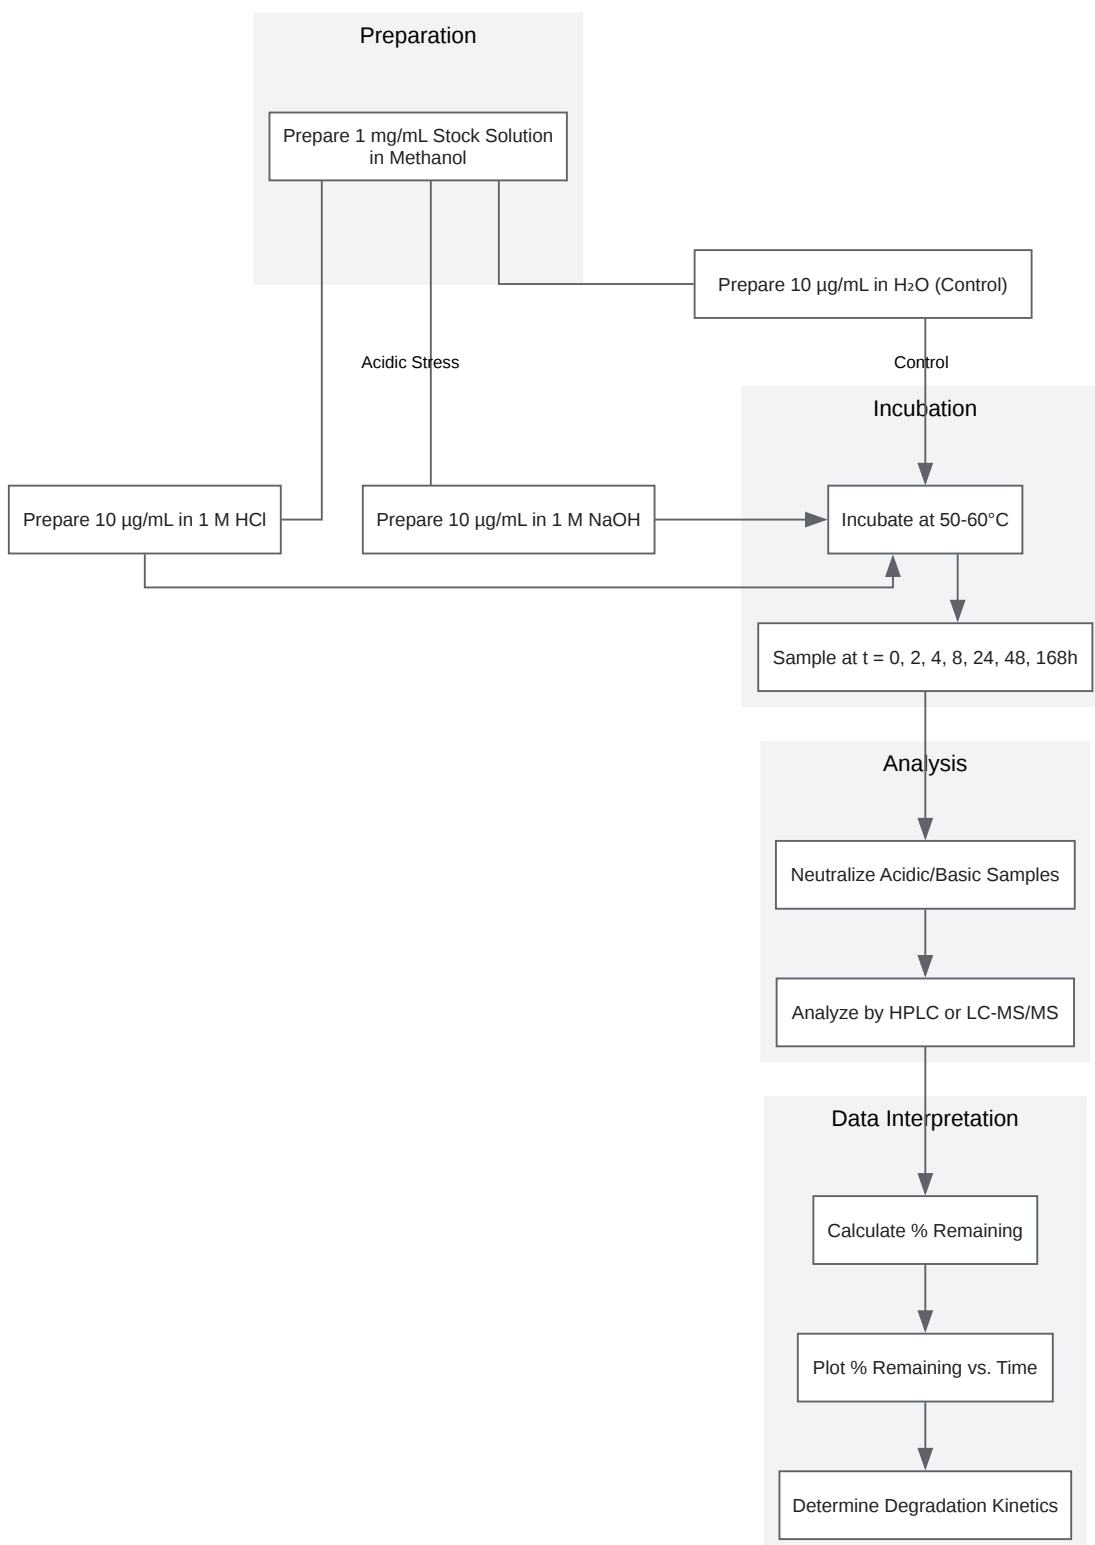 Preparation
Prepare 1 mg/mL Stock Solution
in Methanol
Prepare 10 µg/mL in H₂O (Control)
Acidic Stress
Control
Incubation
Prepare 10 µg/mL in 1 M HCl
Prepare 10 µg/mL in 1 M NaOH
Incubate at 50-60°C
Sample at t = 0, 2, 4, 8, 24, 48, 168h
Analysis
Neutralize Acidic/Basic Samples
Analyze by HPLC or LC-MS/MS
Data Interpretation
Calculate % Remaining
Plot % Remaining vs. Time
Determine Degradation Kinetics